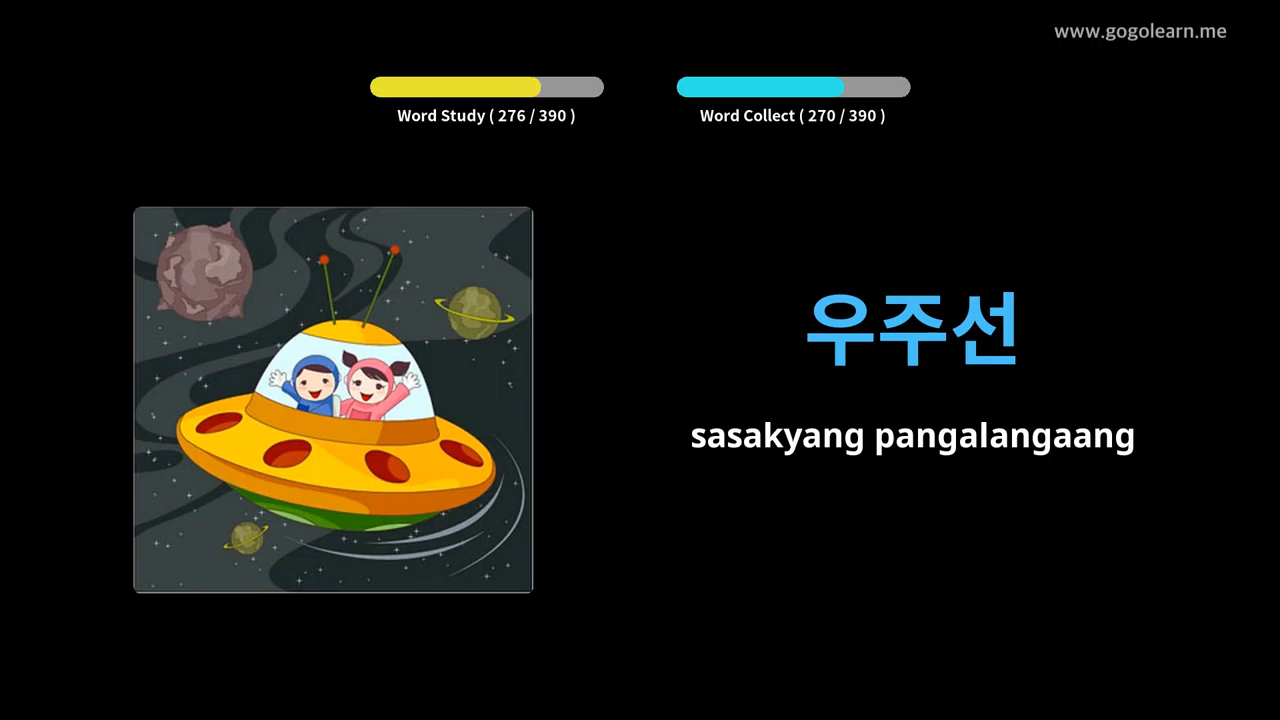 www.gogolearn.me
Word Study ( 276 / 390 )
Word Collect ( 270 / 390 )
우주선
sasakyang pangalangaang